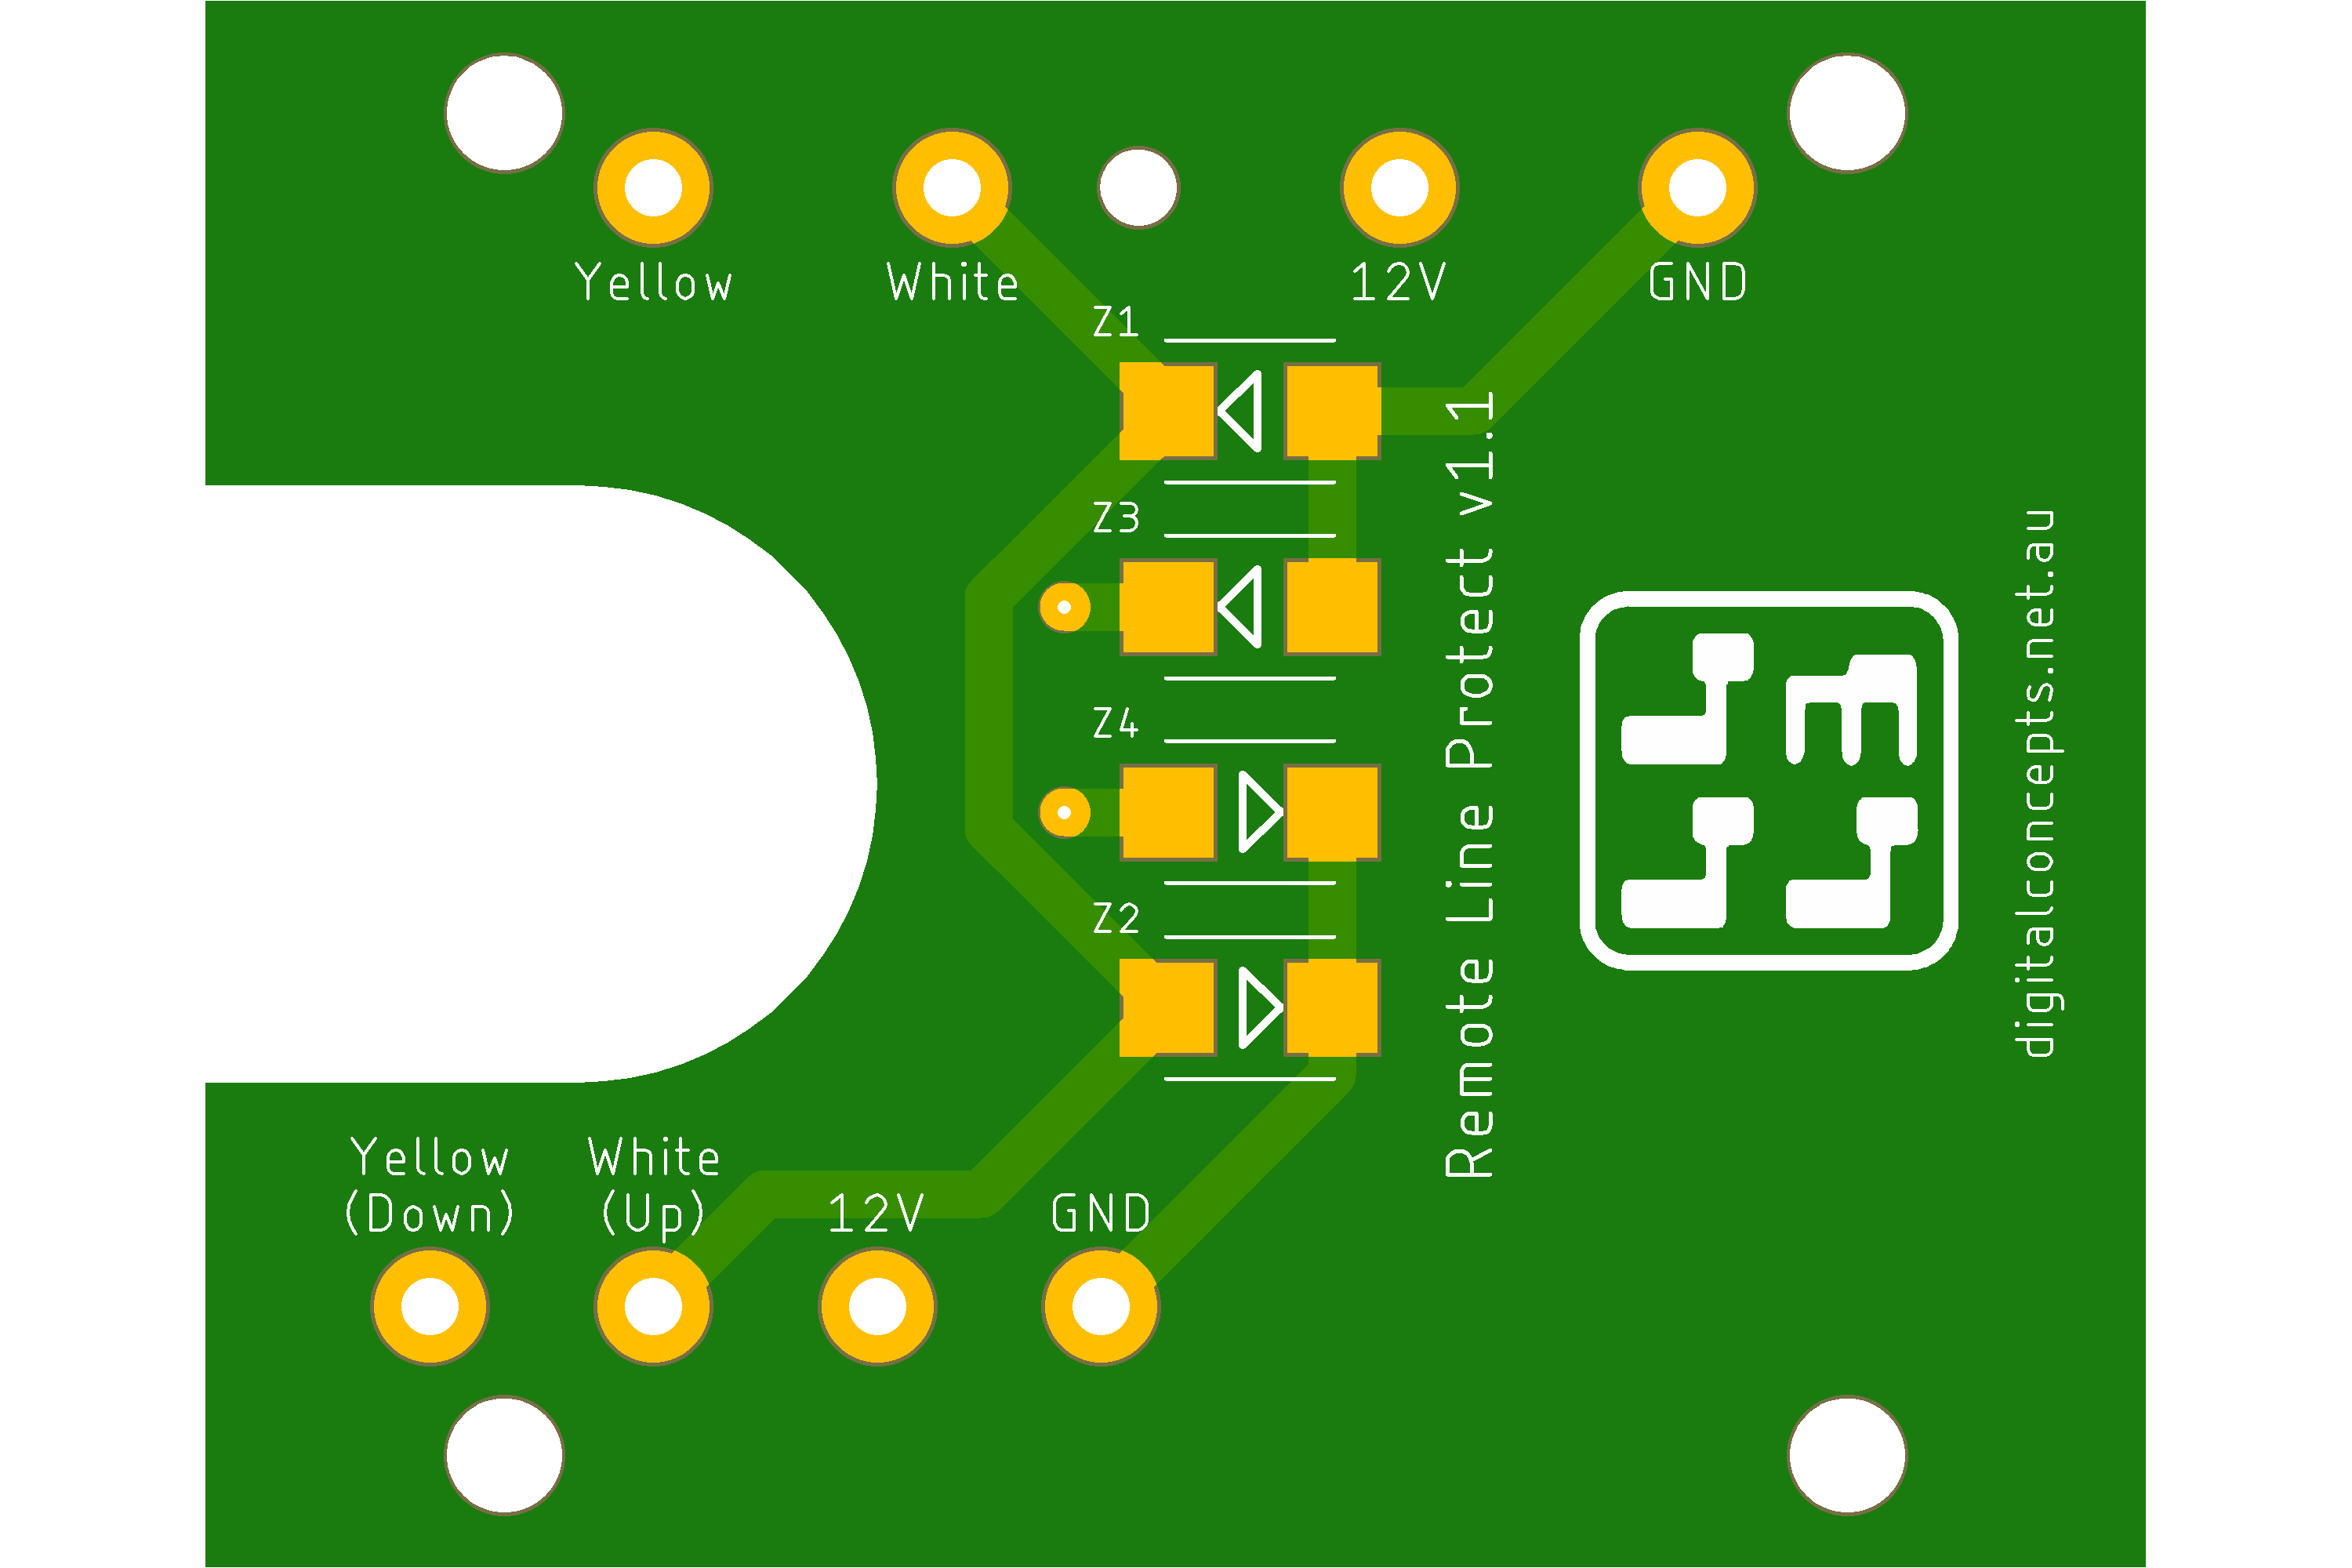 Yellow
White
12V
GND
Z1
Z3
Z4
Z2
Remote Line Protect v1.1
digitalconcepts.net.au
Yellow
(Down)
White
(Up)
12V
GND